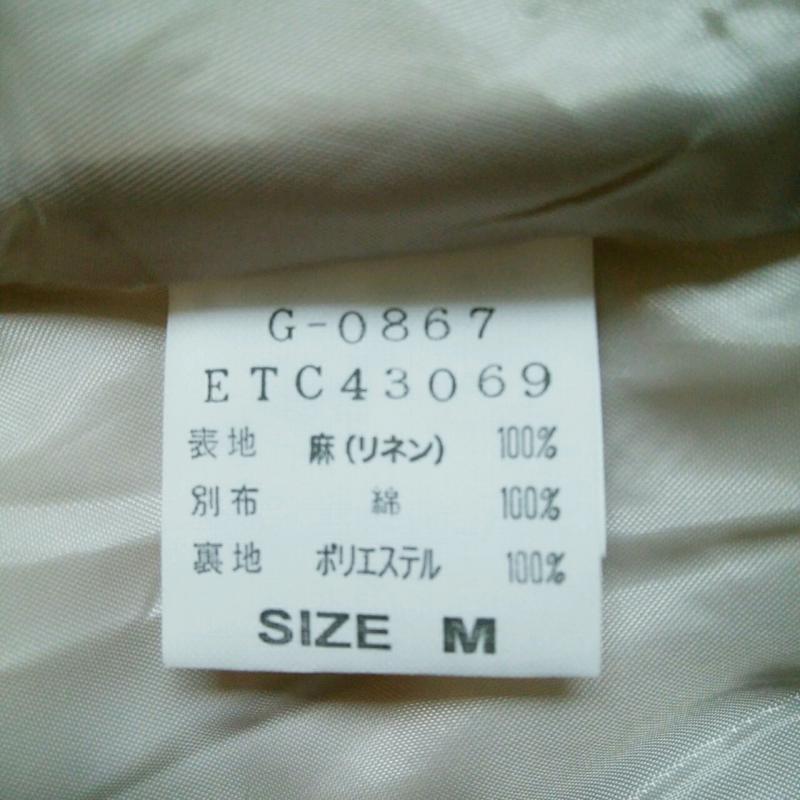 G-0867
ETC43069
表地 麻(リネン) 100%
別布 綿 100%
裏地 ポリエステル 100%
SIZE M